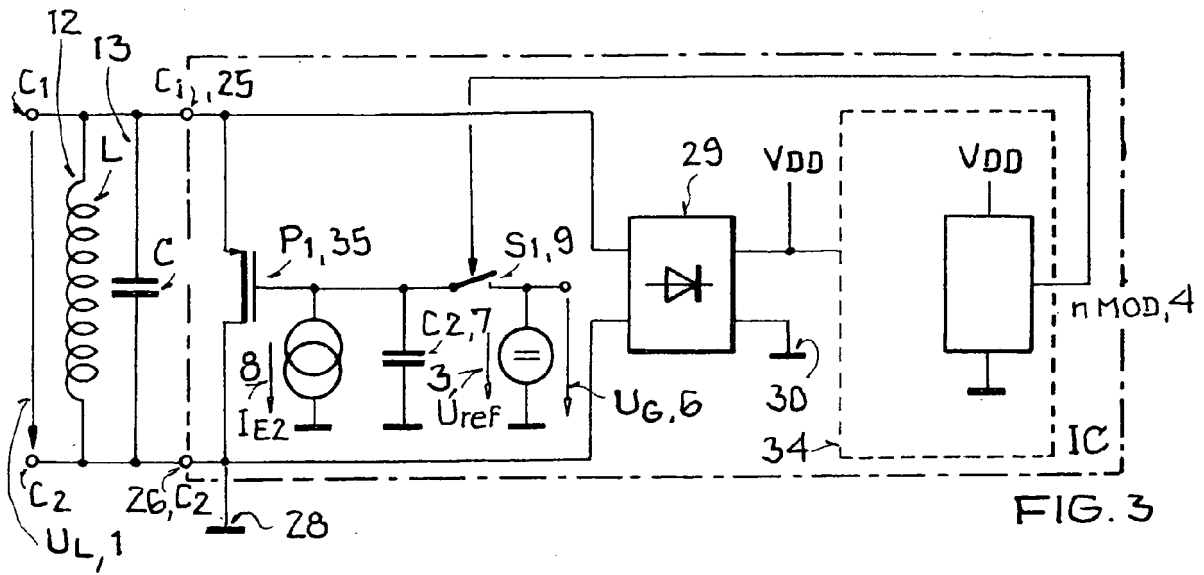 12
13
C1
Ci, 25
L
C
P1, 35
S1, 9
29
VDD
VDD
n MOD, 4
C2, 7
8
IE2
3,
Uref
UG, 6
30
34
IC
C2
26, C2
28
UL, 1
FIG. 3